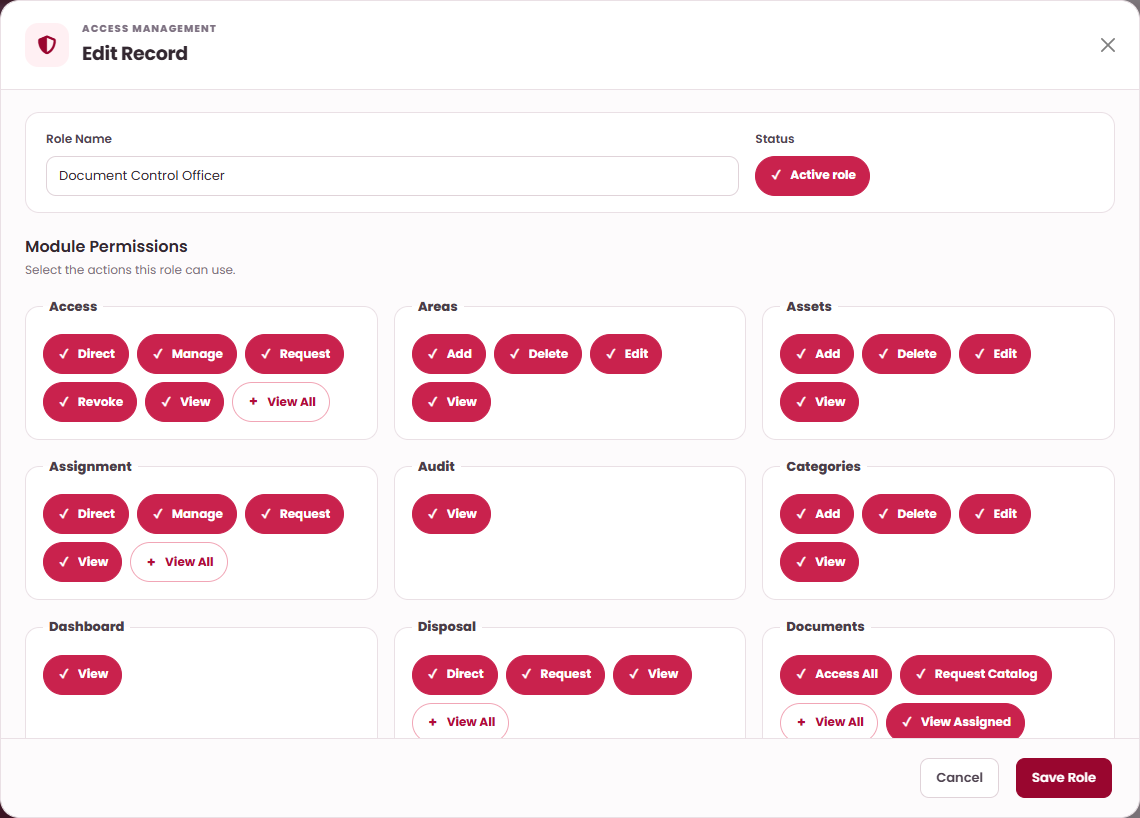 ACCESS MANAGEMENT
Edit Record
Role Name
Status
Document Control Officer
✓ Active role
Module Permissions
Select the actions this role can use.
Access
✓ Direct ✓ Manage ✓ Request
✓ Revoke ✓ View + View All
Areas
✓ Add ✓ Delete ✓ Edit
✓ View
Assets
✓ Add ✓ Delete ✓ Edit
✓ View
Assignment
✓ Direct ✓ Manage ✓ Request
✓ View + View All
Audit
✓ View
Categories
✓ Add ✓ Delete ✓ Edit
✓ View
Dashboard
✓ View
Disposal
✓ Direct ✓ Request ✓ View
+ View All
Documents
✓ Access All ✓ Request Catalog
+ View All ✓ View Assigned
Cancel
Save Role